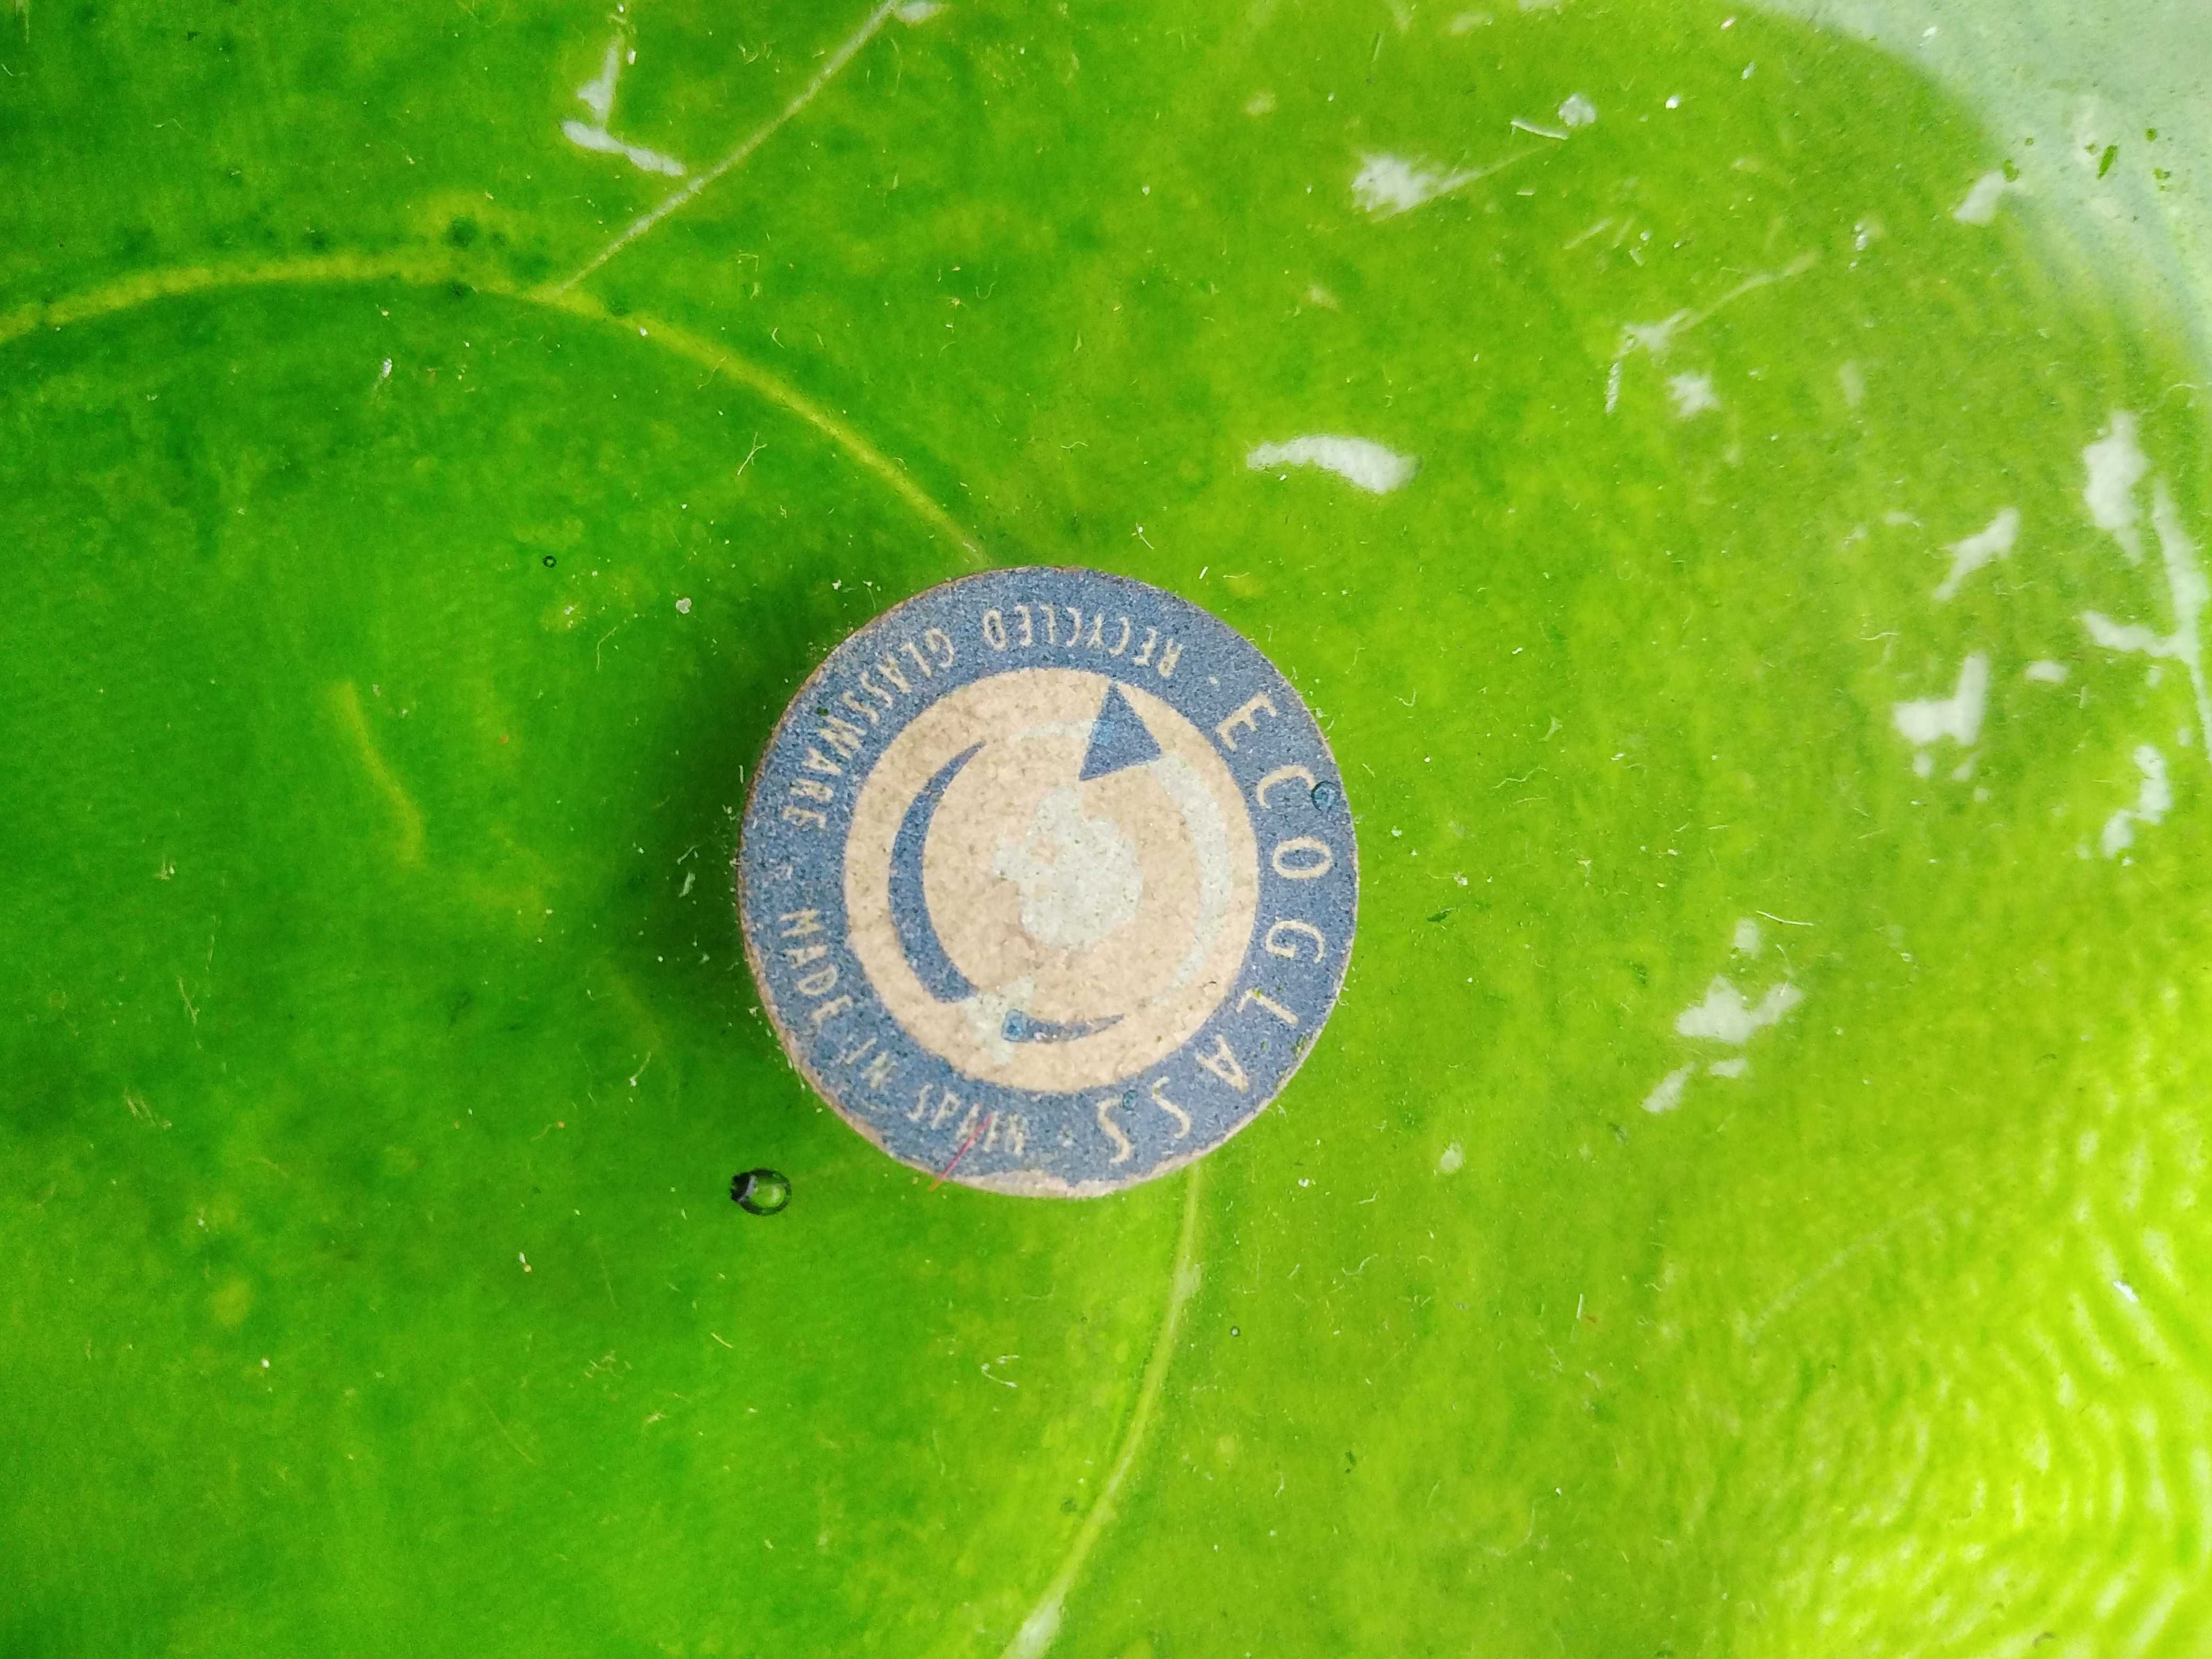 ECOGLASS
· RECYCLED GLASSWARE · MADE IN SPAIN ·